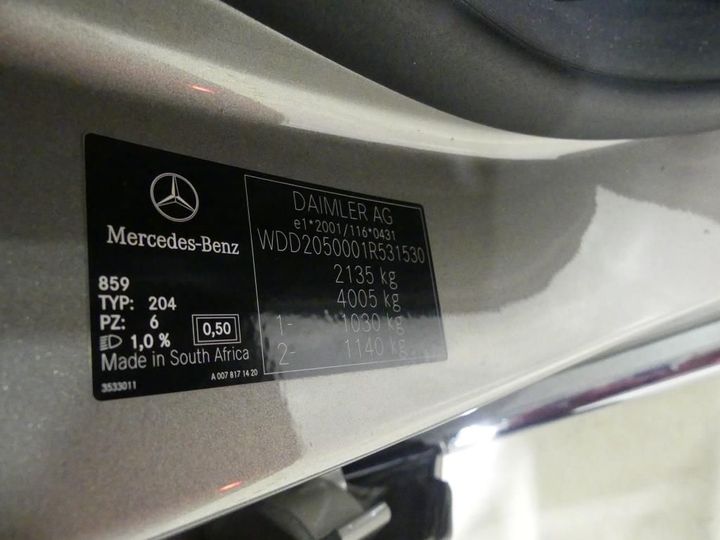 Mercedes-Benz
859
TYP: 204
PZ: 6
1,0 %
0,50
Made in South Africa
3533011
A 007 817 14 20
DAIMLER AG
e1*2001/116*0431
WDD2050001R531530
2135 kg
4005 kg
1- 1030 kg
2- 1140 kg